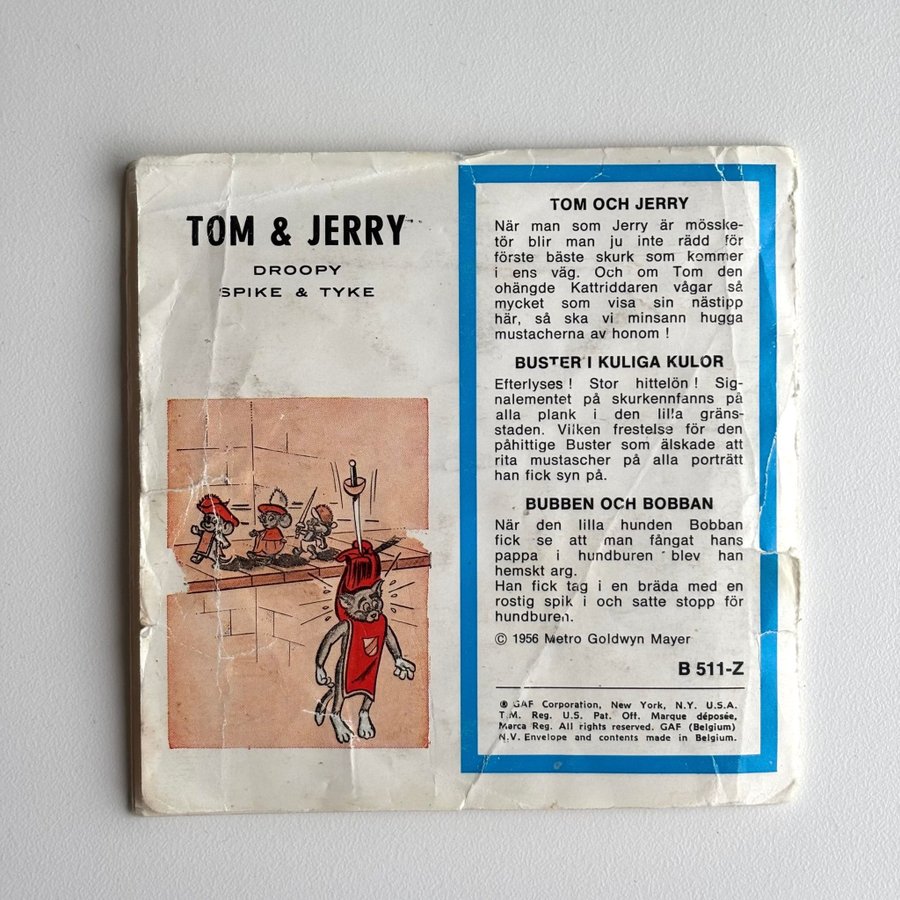 TOM & JERRY
DROOPY
SPIKE & TYKE
TOM OCH JERRY
När man som Jerry är mösske-
tör blir man ju inte rädd för
förste bäste skurk som kommer
i ens väg. Och om Tom den
ohängde Kattriddaren vågar så
mycket som visa sin nästipp
här, så ska vi minsann hugga
mustacherna av honom !
BUSTER I KULIGA KULOR
Efterlyses ! Stor hittelön ! Sig-
nalementet på skurkennfanns på
alla plank i den lilla gräns-
staden. Vilken frestelse för den
påhittige Buster som älskade att
rita mustascher på alla porträtt
han fick syn på.
BUBBEN OCH BOBBAN
När den lilla hunden Bobban
fick se att man fångat hans
pappa i hundburen blev han
hemskt arg.
Han fick tag i en bräda med en
rostig spik i och satte stopp för
hundburen.
© 1956 Metro Goldwyn Mayer
B 511-Z
® GAF Corporation, New York, N.Y. U.S.A.
T.M. Reg. U.S. Pat. Off. Marque déposée,
Marca Reg. All rights reserved. GAF (Belgium)
N.V. Envelope and contents made in Belgium.